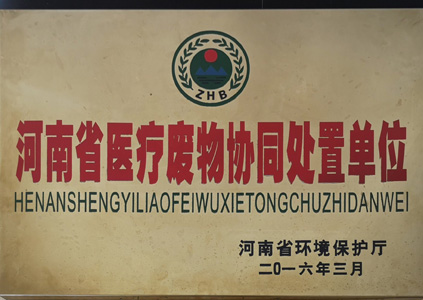 ZHB
河南省医疗废物协同处置单位
HENANSHENGYILIAOFEIWUXIETONGCHUZHIDANWEI
河南省环境保护厅
二〇一六年三月